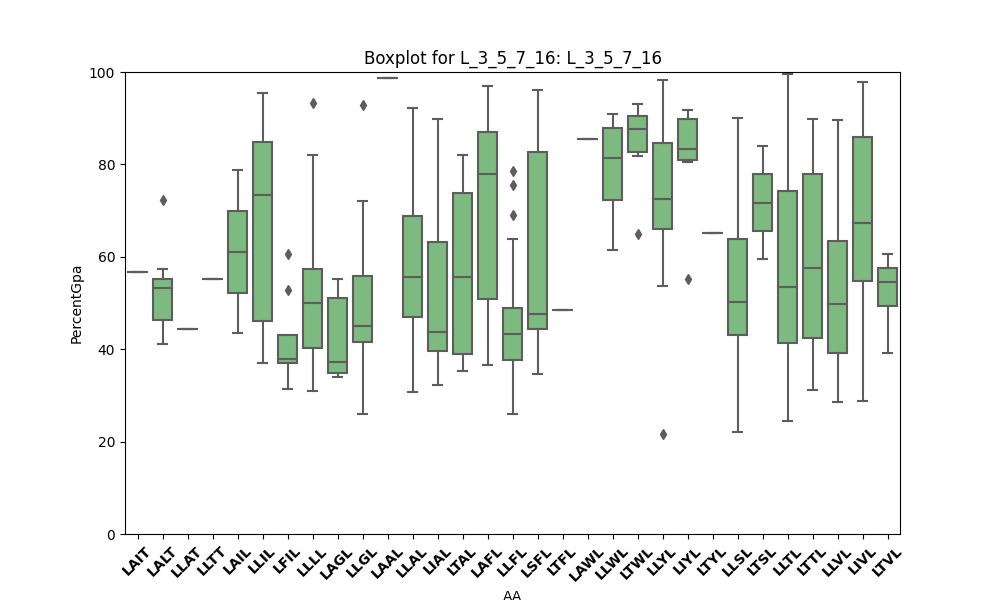 Boxplot for L_3_5_7_16: L_3_5_7_16
100
80
60
40
20
0
PercentGpa
LAIT LALT LLAT LLTT LAIL LLIL LFIL LLLL LAGL LLGL LAAL LLAL LIAL LTAL LAFL LLFL LSFL LTFL LAWL LLWL LTWL LLYL LIYL LTYL LLSL LTSL LLTL LTTL LLVL LIVL LTVL
AA